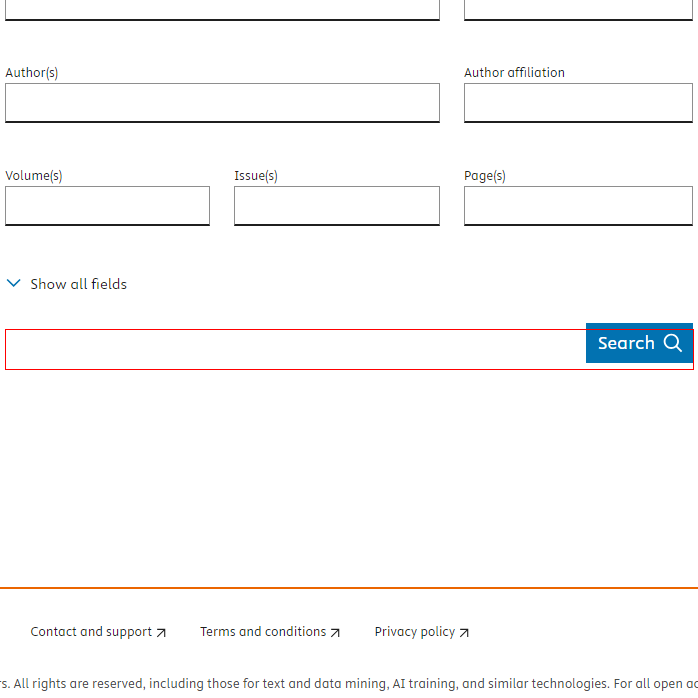 Author(s) Author affiliation
Volume(s) Issue(s) Page(s)
Show all fields
Search
Contact and support Terms and conditions Privacy policy
rs. All rights are reserved, including those for text and data mining, AI training, and similar technologies. For all open ac